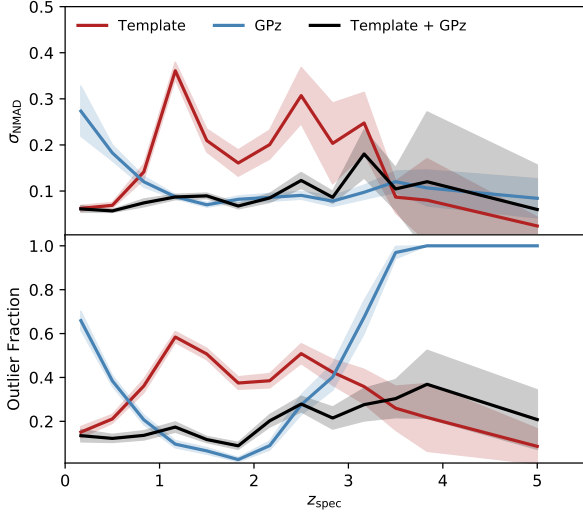 Template GPz Template + GPz
0.5
0.4
0.3
0.2
0.1
σNMAD
1.0
0.8
0.6
0.4
0.2
Outlier Fraction
0 1 2 3 4 5
zspec